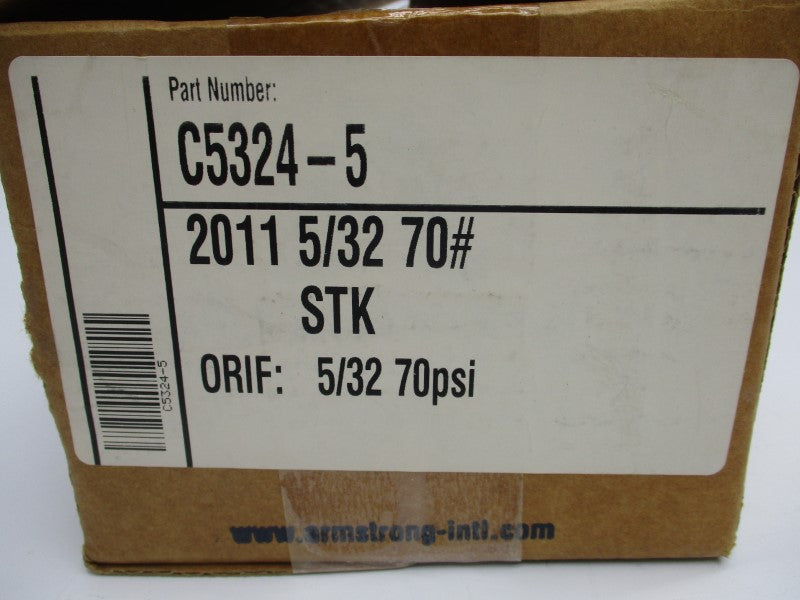 Part Number:
C5324-5
2011 5/32 70#
STK
ORIF: 5/32 70psi
C5324-5
www.armstrong-intl.com